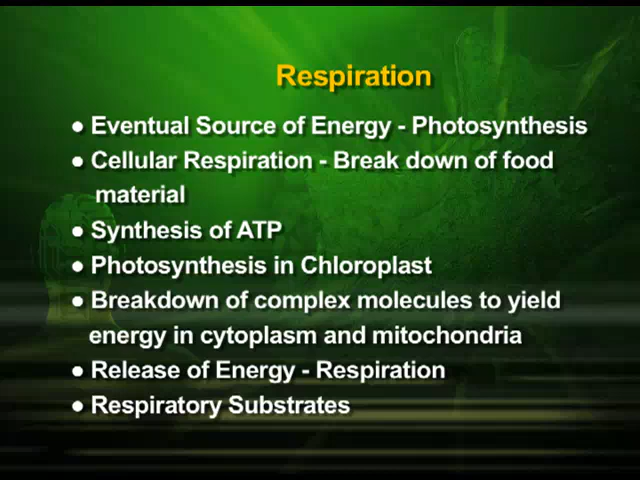 Respiration
● Eventual Source of Energy - Photosynthesis
● Cellular Respiration - Break down of food
material
● Synthesis of ATP
● Photosynthesis in Chloroplast
● Breakdown of complex molecules to yield
energy in cytoplasm and mitochondria
● Release of Energy - Respiration
● Respiratory Substrates